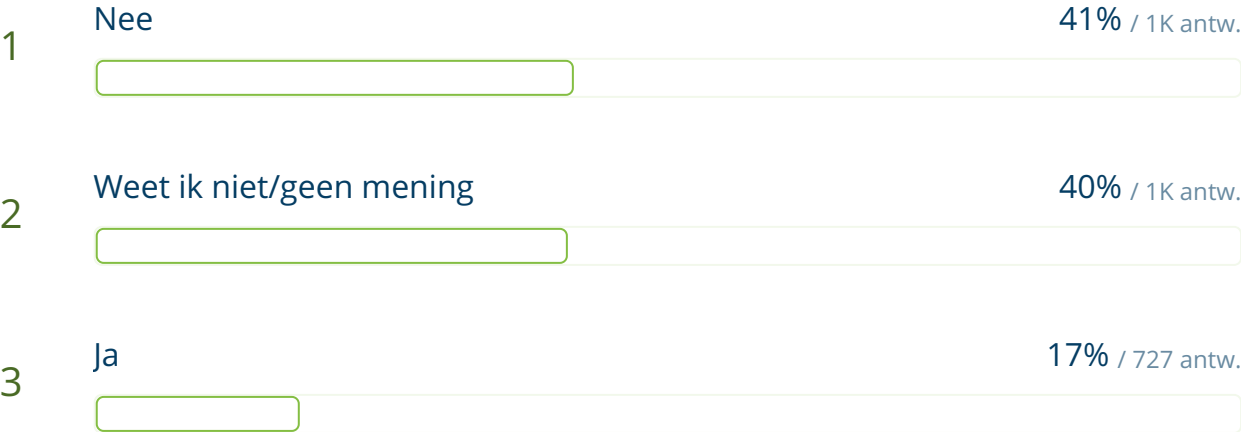 1 Nee 41% / 1K antw.
2 Weet ik niet/geen mening 40% / 1K antw.
3 Ja 17% / 727 antw.